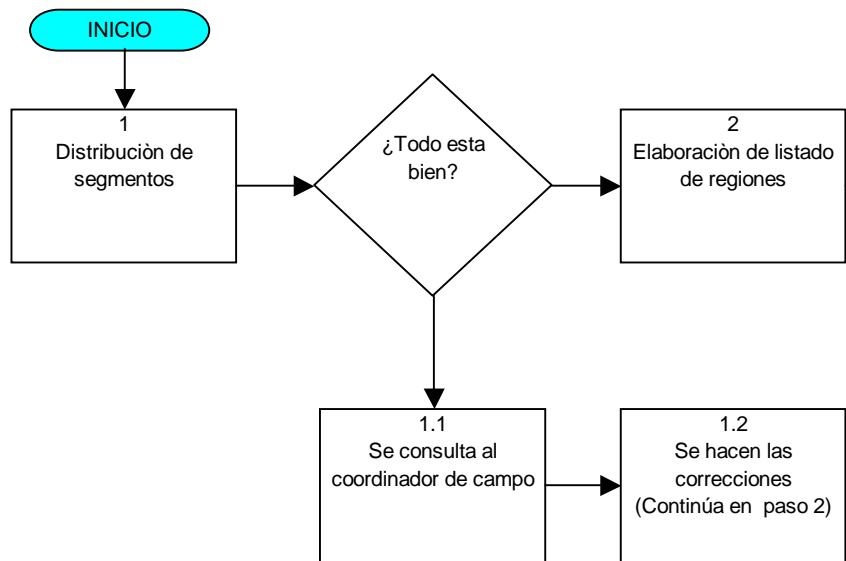 INICIO
1
Distribuciòn de
segmentos
¿Todo esta
bien?
2
Elaboraciòn de listado
de regiones
1.1
Se consulta al
coordinador de campo
1.2
Se hacen las
correcciones
(Continúa en  paso 2)